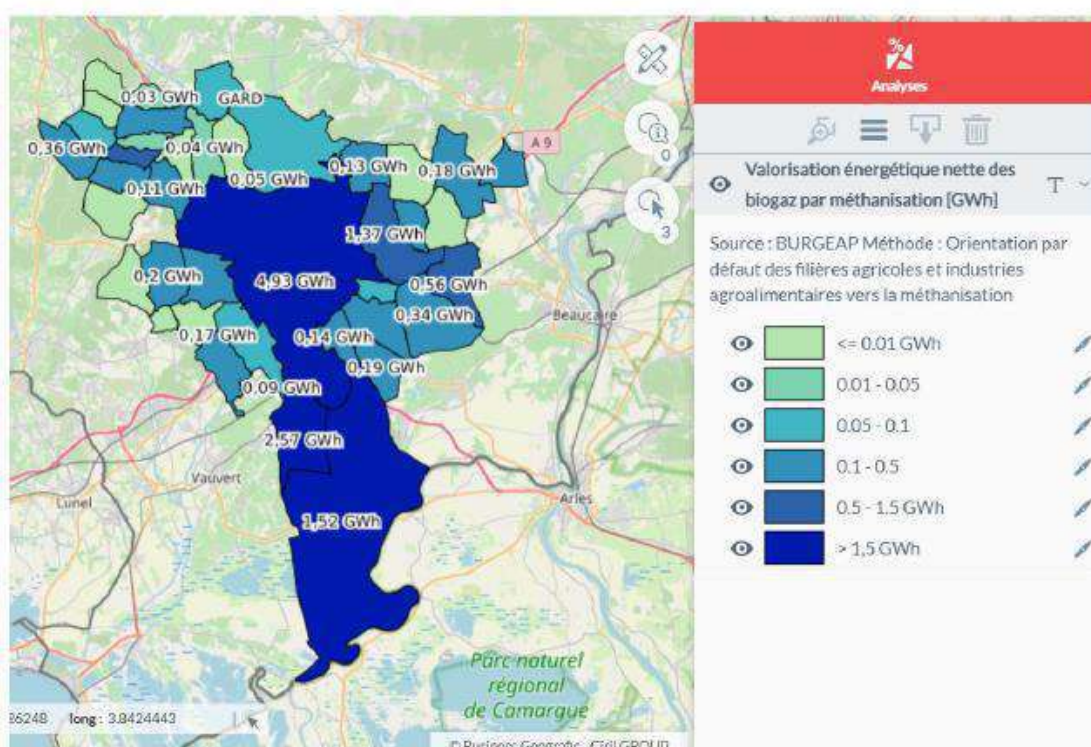 0,03 GWh
GARD
A 9
0,36 GWh
0,04 GWh
0,13 GWh
0,18 GWh
0,11 GWh
0,05 GWh
1,37 GWh
0,2 GWh
4,93 GWh
0,56 GWh
0,34 GWh
Beaucaire
0,17 GWh
0,14 GWh
0,19 GWh
0,09 GWh
2,57 GWh
Vauvert
Lunel
Arles
1,52 GWh
Parc naturel
régional
de Camargue
long : 3.8424443
© Business Geografic - Ciril GROUP
0
3
Analyses
Valorisation énergétique nette des
biogaz par méthanisation [GWh]
T
Source : BURGEAP Méthode : Orientation par
défaut des filières agricoles et industries
agroalimentaires vers la méthanisation
<= 0.01 GWh
0.01 - 0.05
0.05 - 0.1
0.1 - 0.5
0.5 - 1.5 GWh
> 1,5 GWh